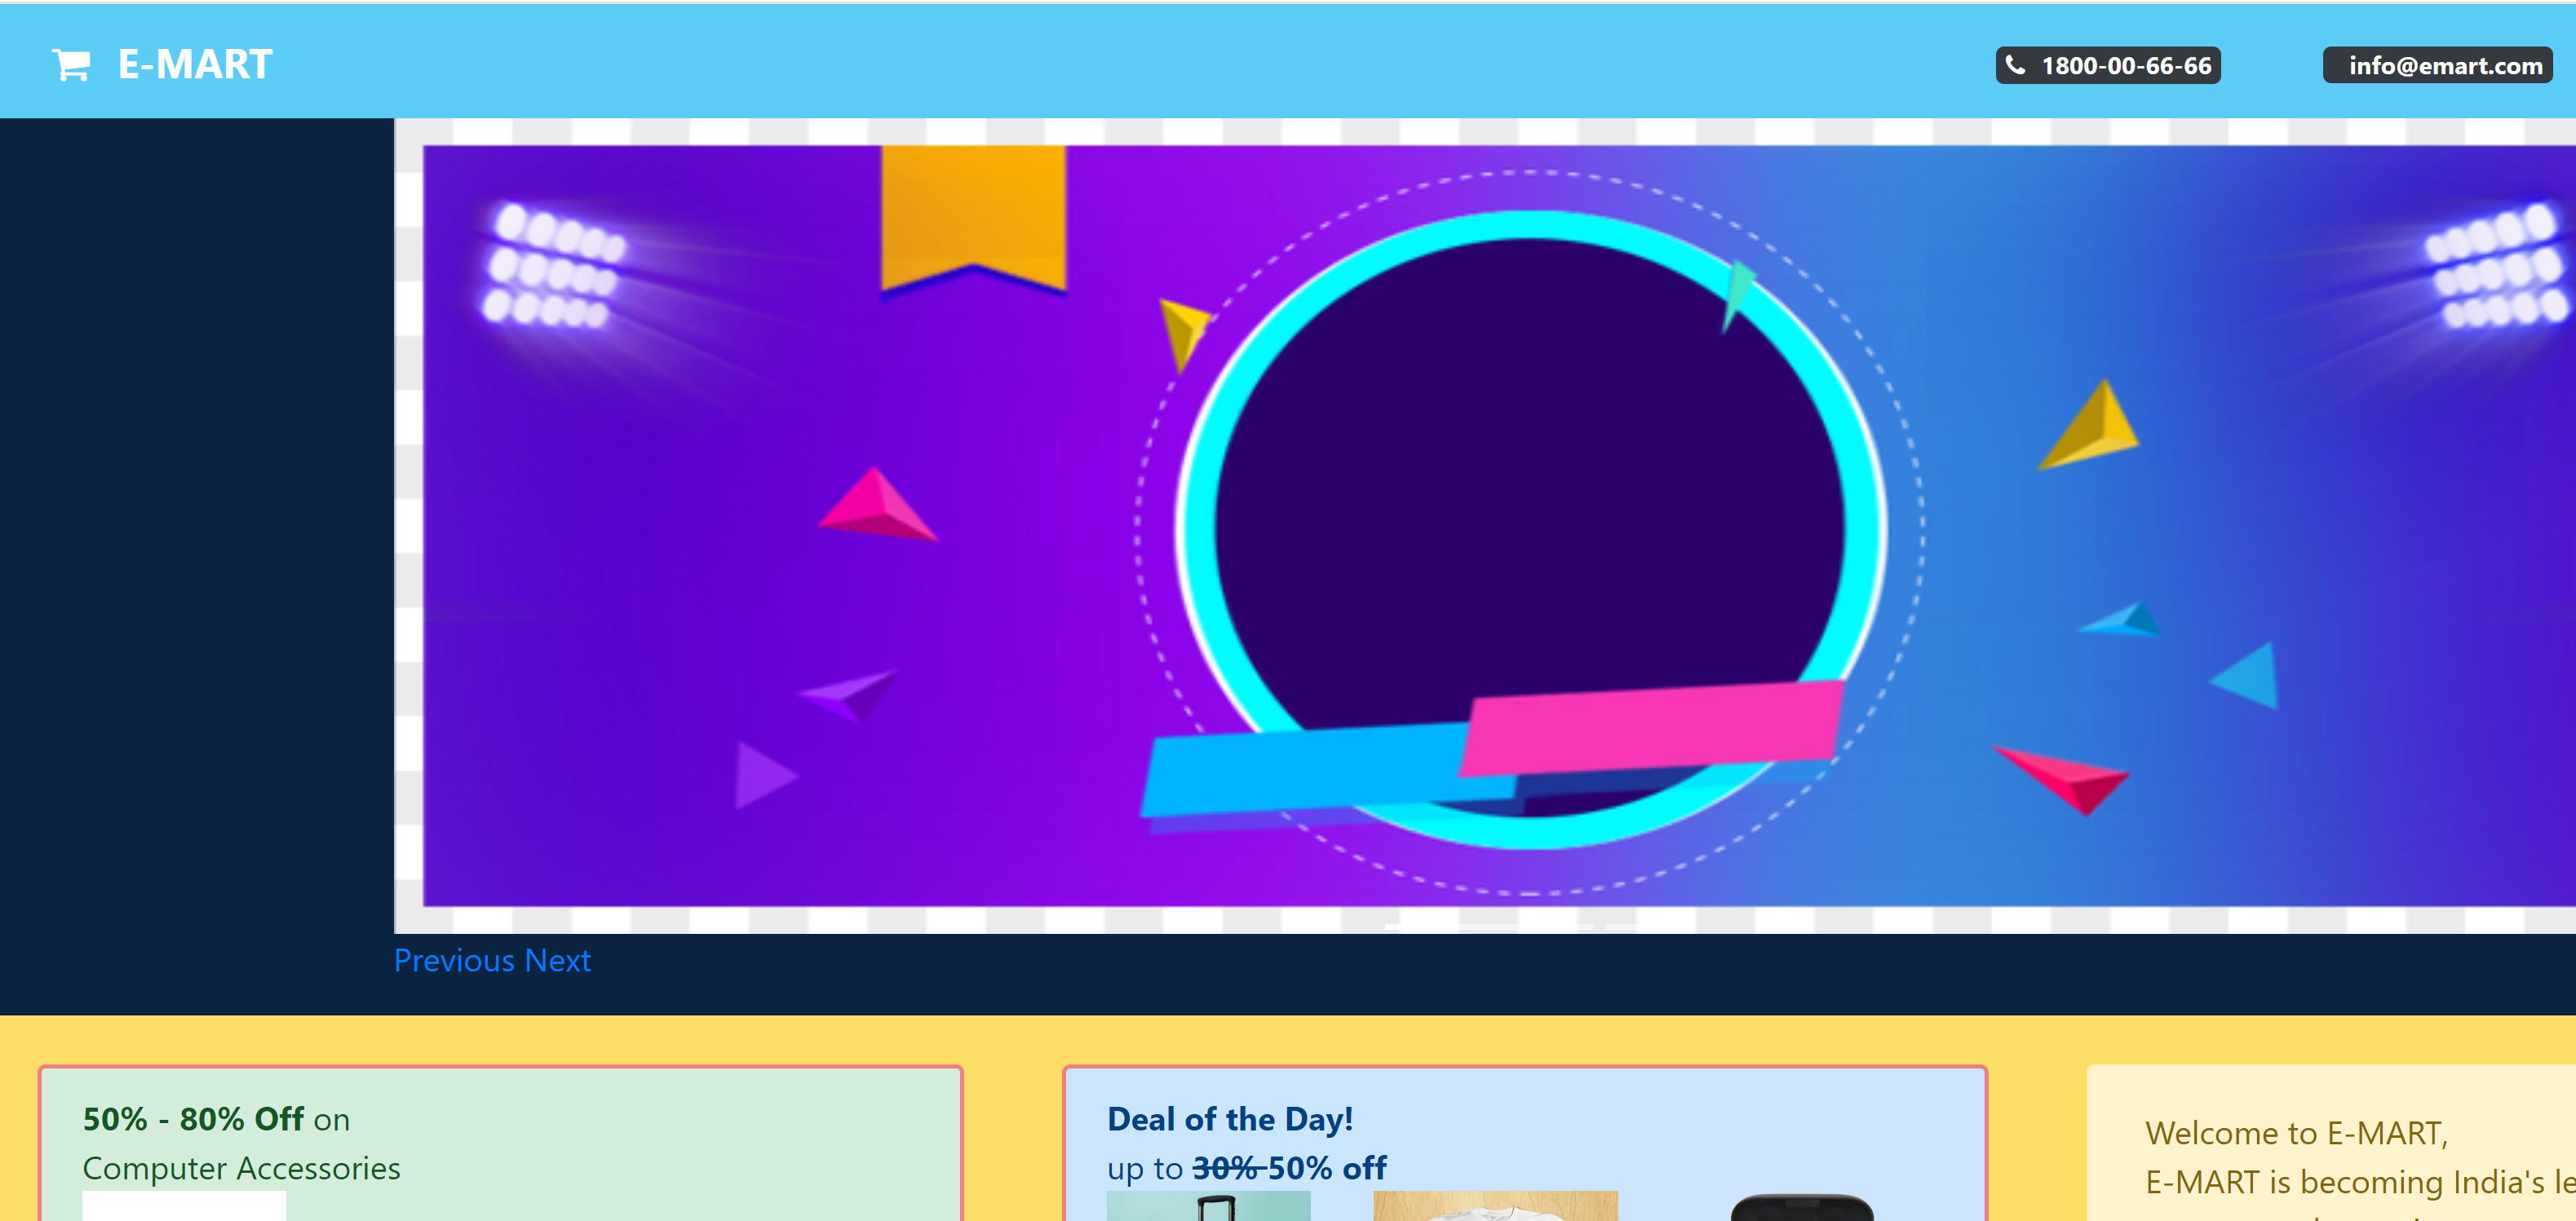 E-MART
1800-00-66-66
info@emart.com
Previous Next
50% - 80% Off on
Computer Accessories
Deal of the Day!
up to 30% 50% off
Welcome to E-MART,
E-MART is becoming India's